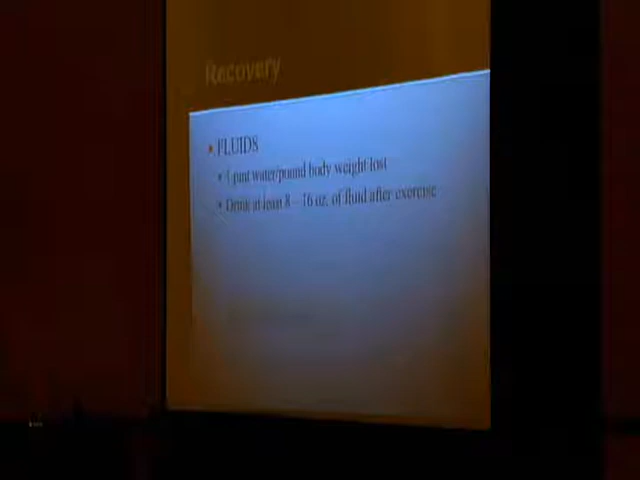 Recovery
• FLUIDS
• 1 pint water/pound body weight lost
• Drink at least 8 – 16 oz. of fluid after exercise